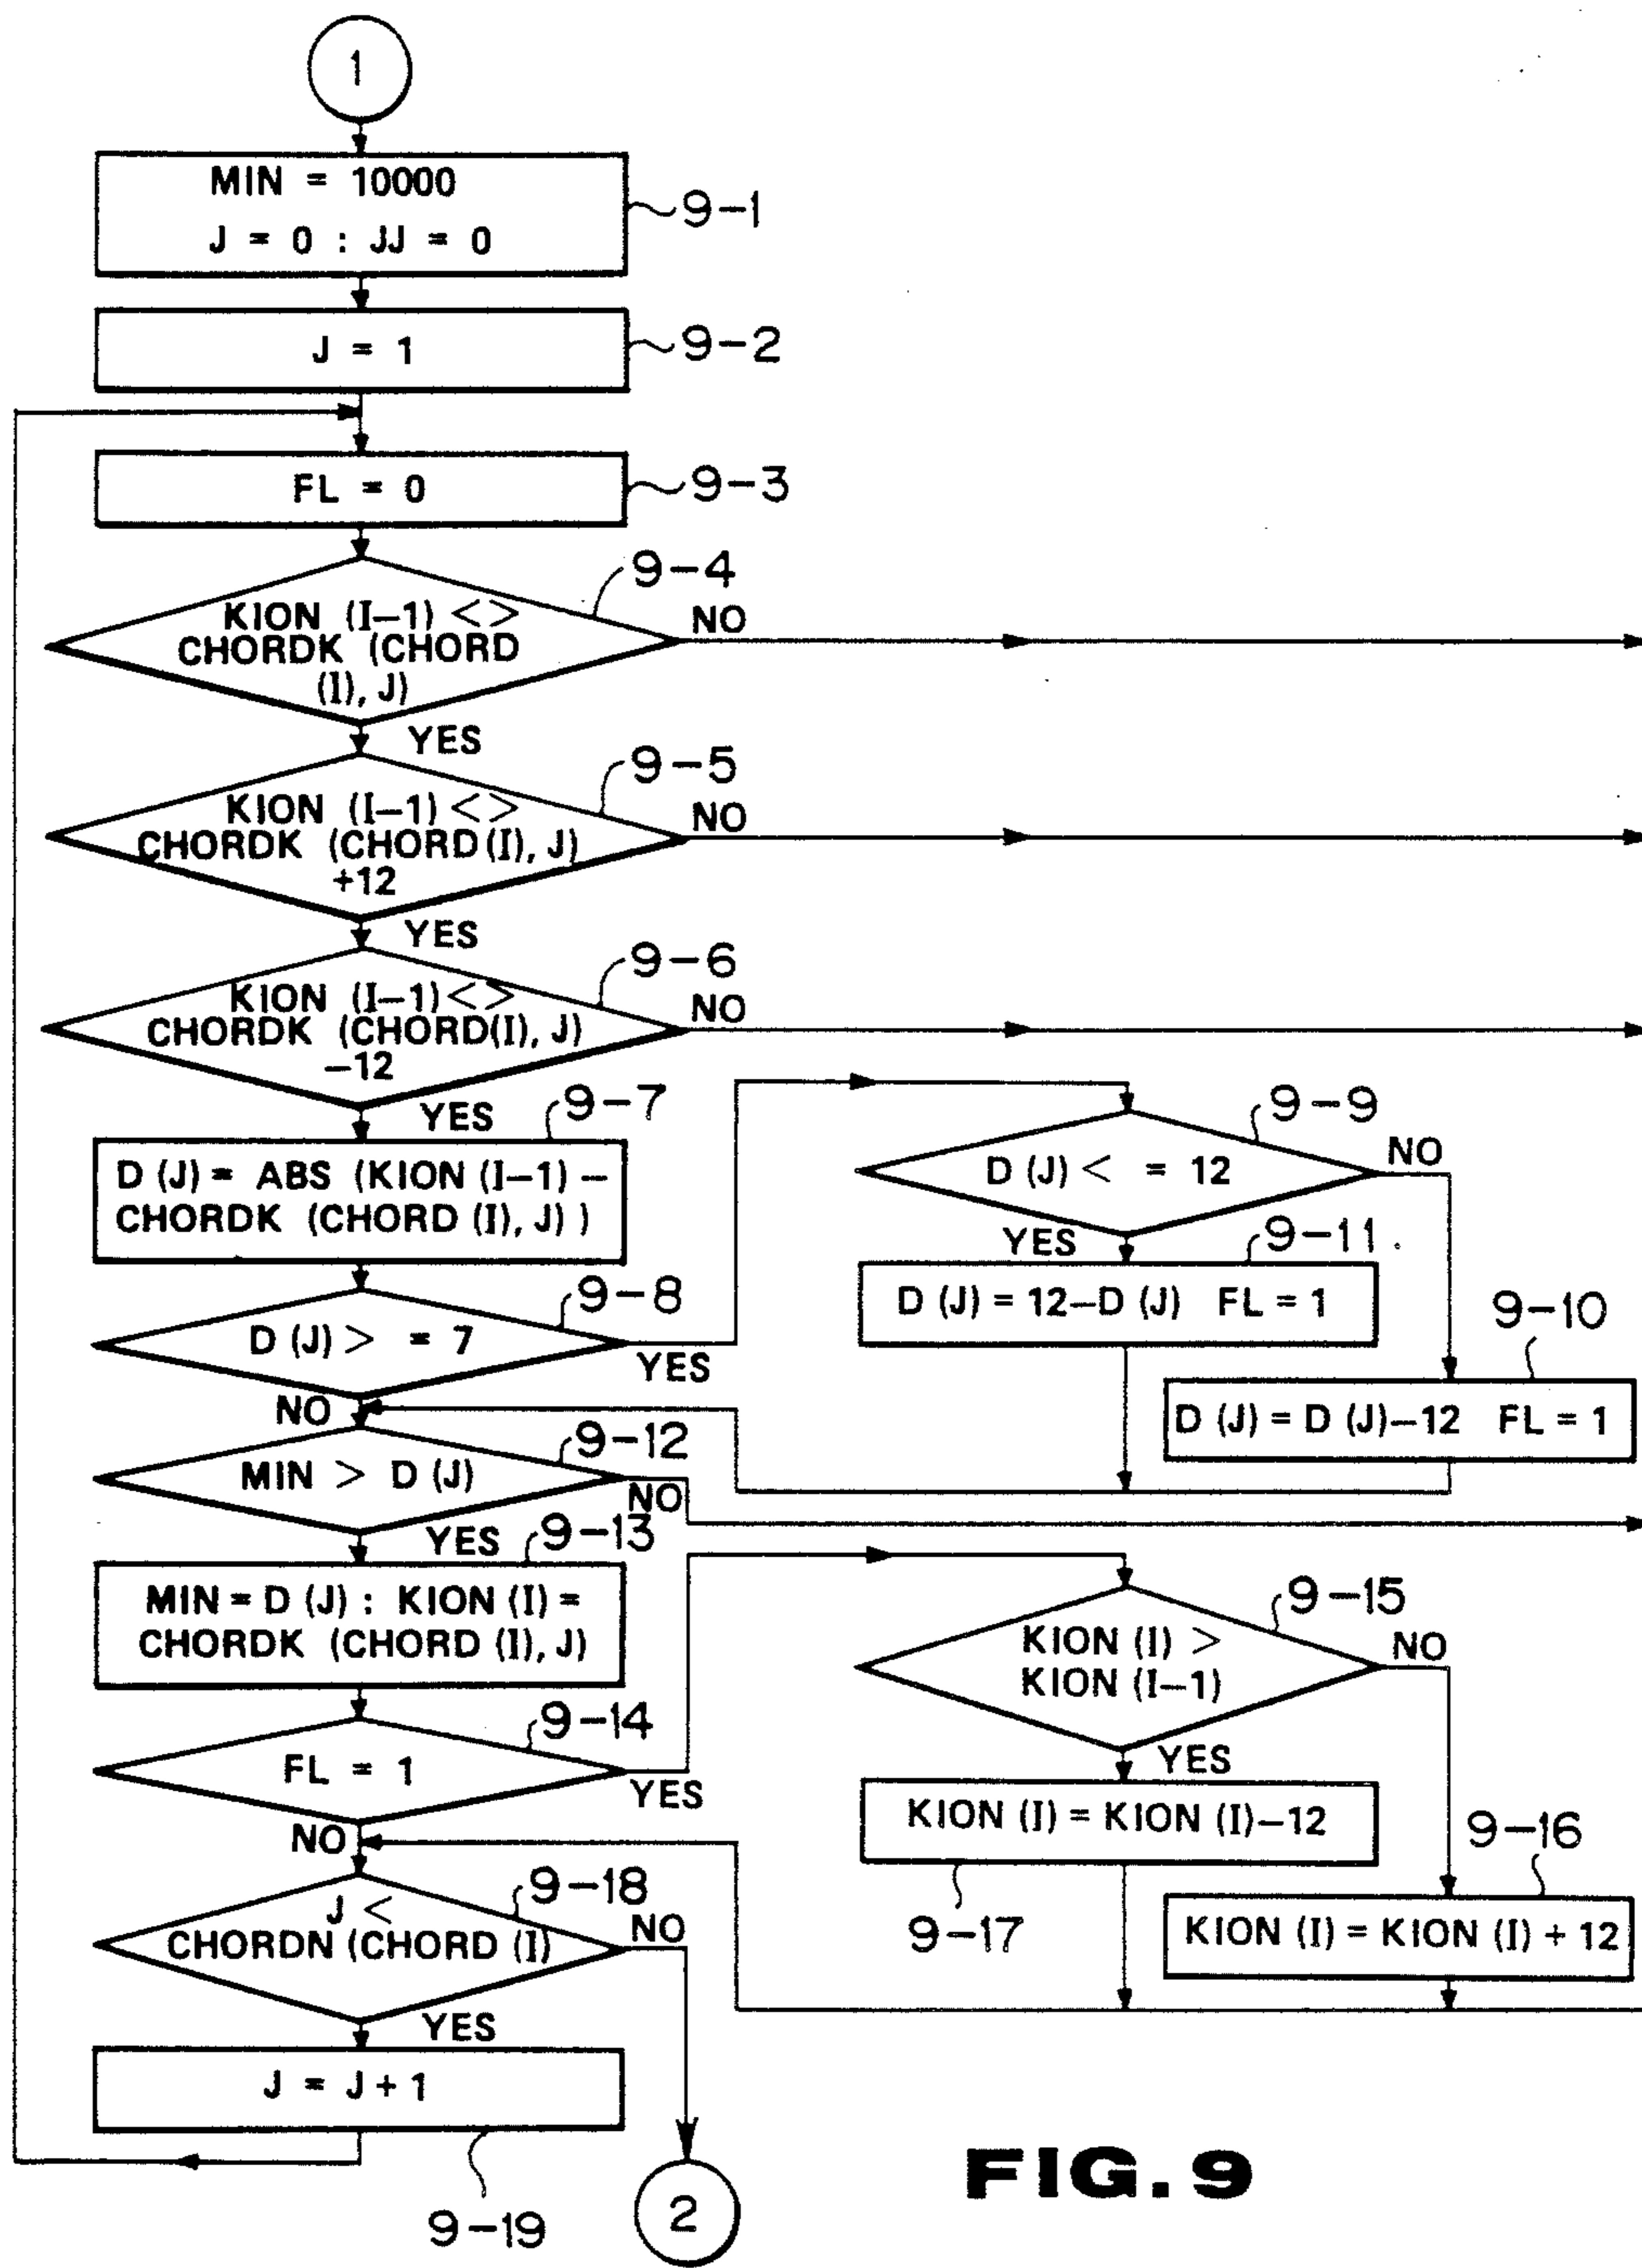 1
MIN = 10000
J = 0 : JJ = 0
9-1
J = 1
9-2
FL = 0
9-3
9-4
KION (I-1) <>
CHORDK (CHORD
(I), J)
NO
YES
9-5
KION (I-1) <>
CHORDK (CHORD(I), J)
+12
NO
YES
9-6
KION (I-1) <>
CHORDK (CHORD(I), J)
-12
NO
YES
9-7
D (J) = ABS (KION (I-1) -
CHORDK (CHORD (I), J) )
9-8
D (J) > = 7
YES
NO
9-9
D (J) < = 12
NO
YES
9-11
D (J) = 12-D (J) FL = 1
9-10
D (J) = D (J)-12 FL = 1
9-12
MIN > D (J)
NO
YES
9-13
MIN = D (J) : KION (I) =
CHORDK (CHORD (I), J)
9-14
FL = 1
YES
NO
9-15
KION (I) >
KION (I-1)
NO
YES
KION (I) = KION (I)-12
9-17
9-16
KION (I) = KION (I) + 12
9-18
J <
CHORDN (CHORD (I)
NO
YES
J = J+1
9-19
2
FIG. 9